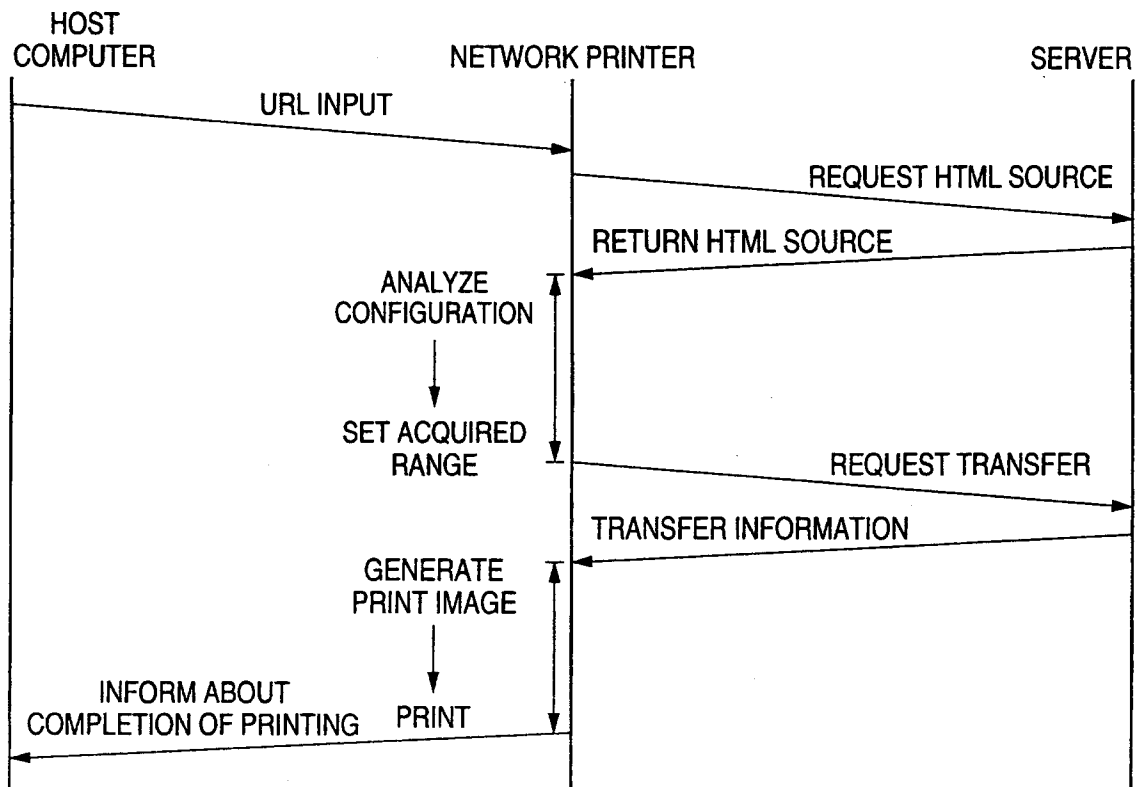 HOST
COMPUTER
NETWORK PRINTER
SERVER
URL INPUT
REQUEST HTML SOURCE
RETURN HTML SOURCE
ANALYZE
CONFIGURATION
SET ACQUIRED
RANGE
REQUEST TRANSFER
TRANSFER INFORMATION
GENERATE
PRINT IMAGE
PRINT
INFORM ABOUT
COMPLETION OF PRINTING